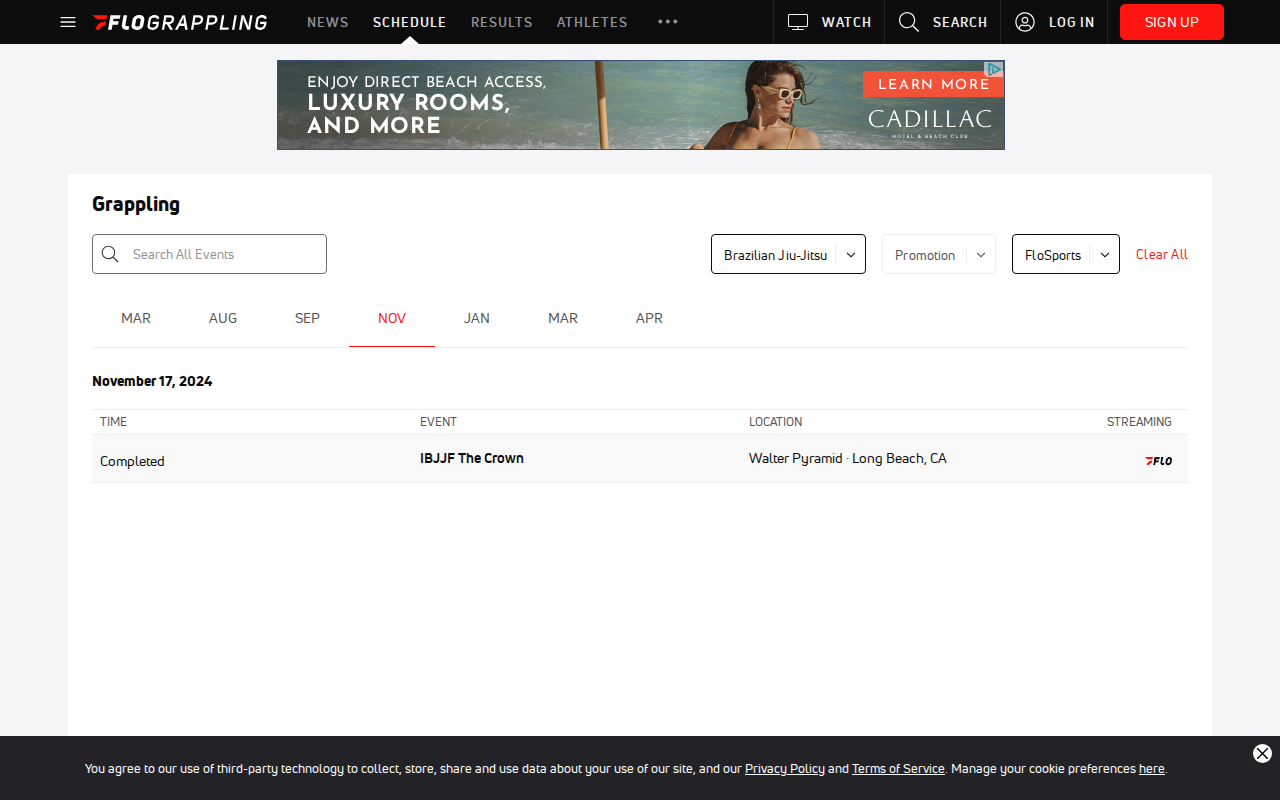 FLOGRAPPLING NEWS SCHEDULE RESULTS ATHLETES WATCH SEARCH LOG IN SIGN UP
ENJOY DIRECT BEACH ACCESS,
LUXURY ROOMS,
AND MORE
LEARN MORE
CADILLAC
HOTEL & BEACH CLUB
Grappling
Search All Events Brazilian Jiu-Jitsu Promotion FloSports Clear All
MAR AUG SEP NOV JAN MAR APR
November 17, 2024
TIME EVENT LOCATION STREAMING
Completed IBJJF The Crown Walter Pyramid · Long Beach, CA FLO
You agree to our use of third-party technology to collect, store, share and use data about your use of our site, and our Privacy Policy and Terms of Service. Manage your cookie preferences here.